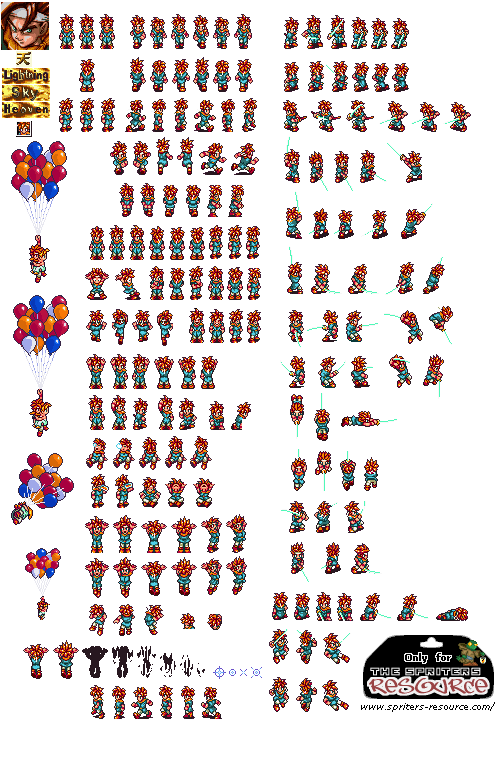 天
Lightning
Sky
Heaven
Only for
THE SPRITERS
RESOURCE
www.spriters-resource.com/